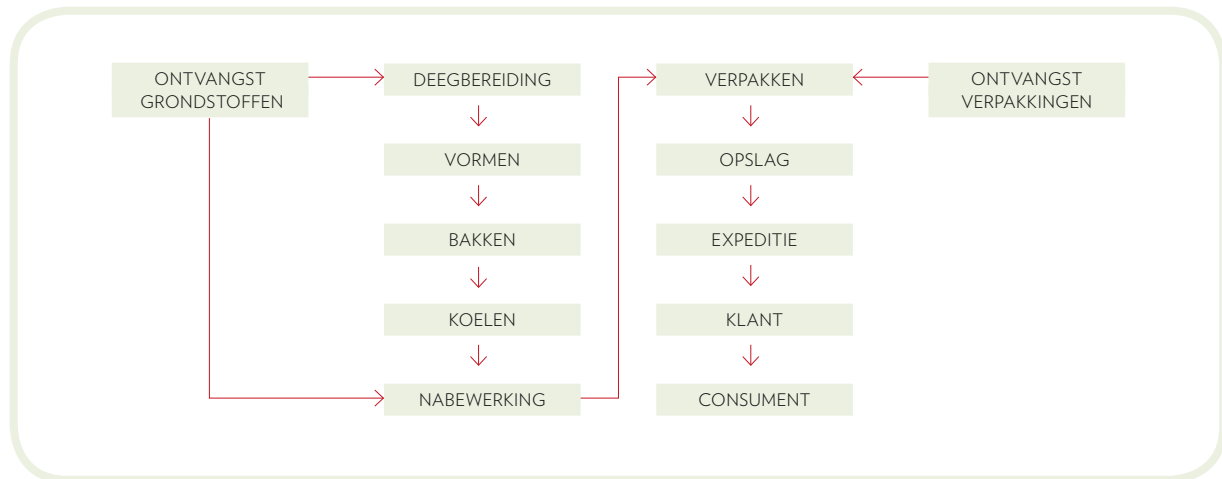 ONTVANGST
GRONDSTOFFEN
DEEGBEREIDING
VORMEN
BAKKEN
KOELEN
NABEWERKING
VERPAKKEN
OPSLAG
EXPEDITIE
KLANT
CONSUMENT
ONTVANGST
VERPAKKINGEN